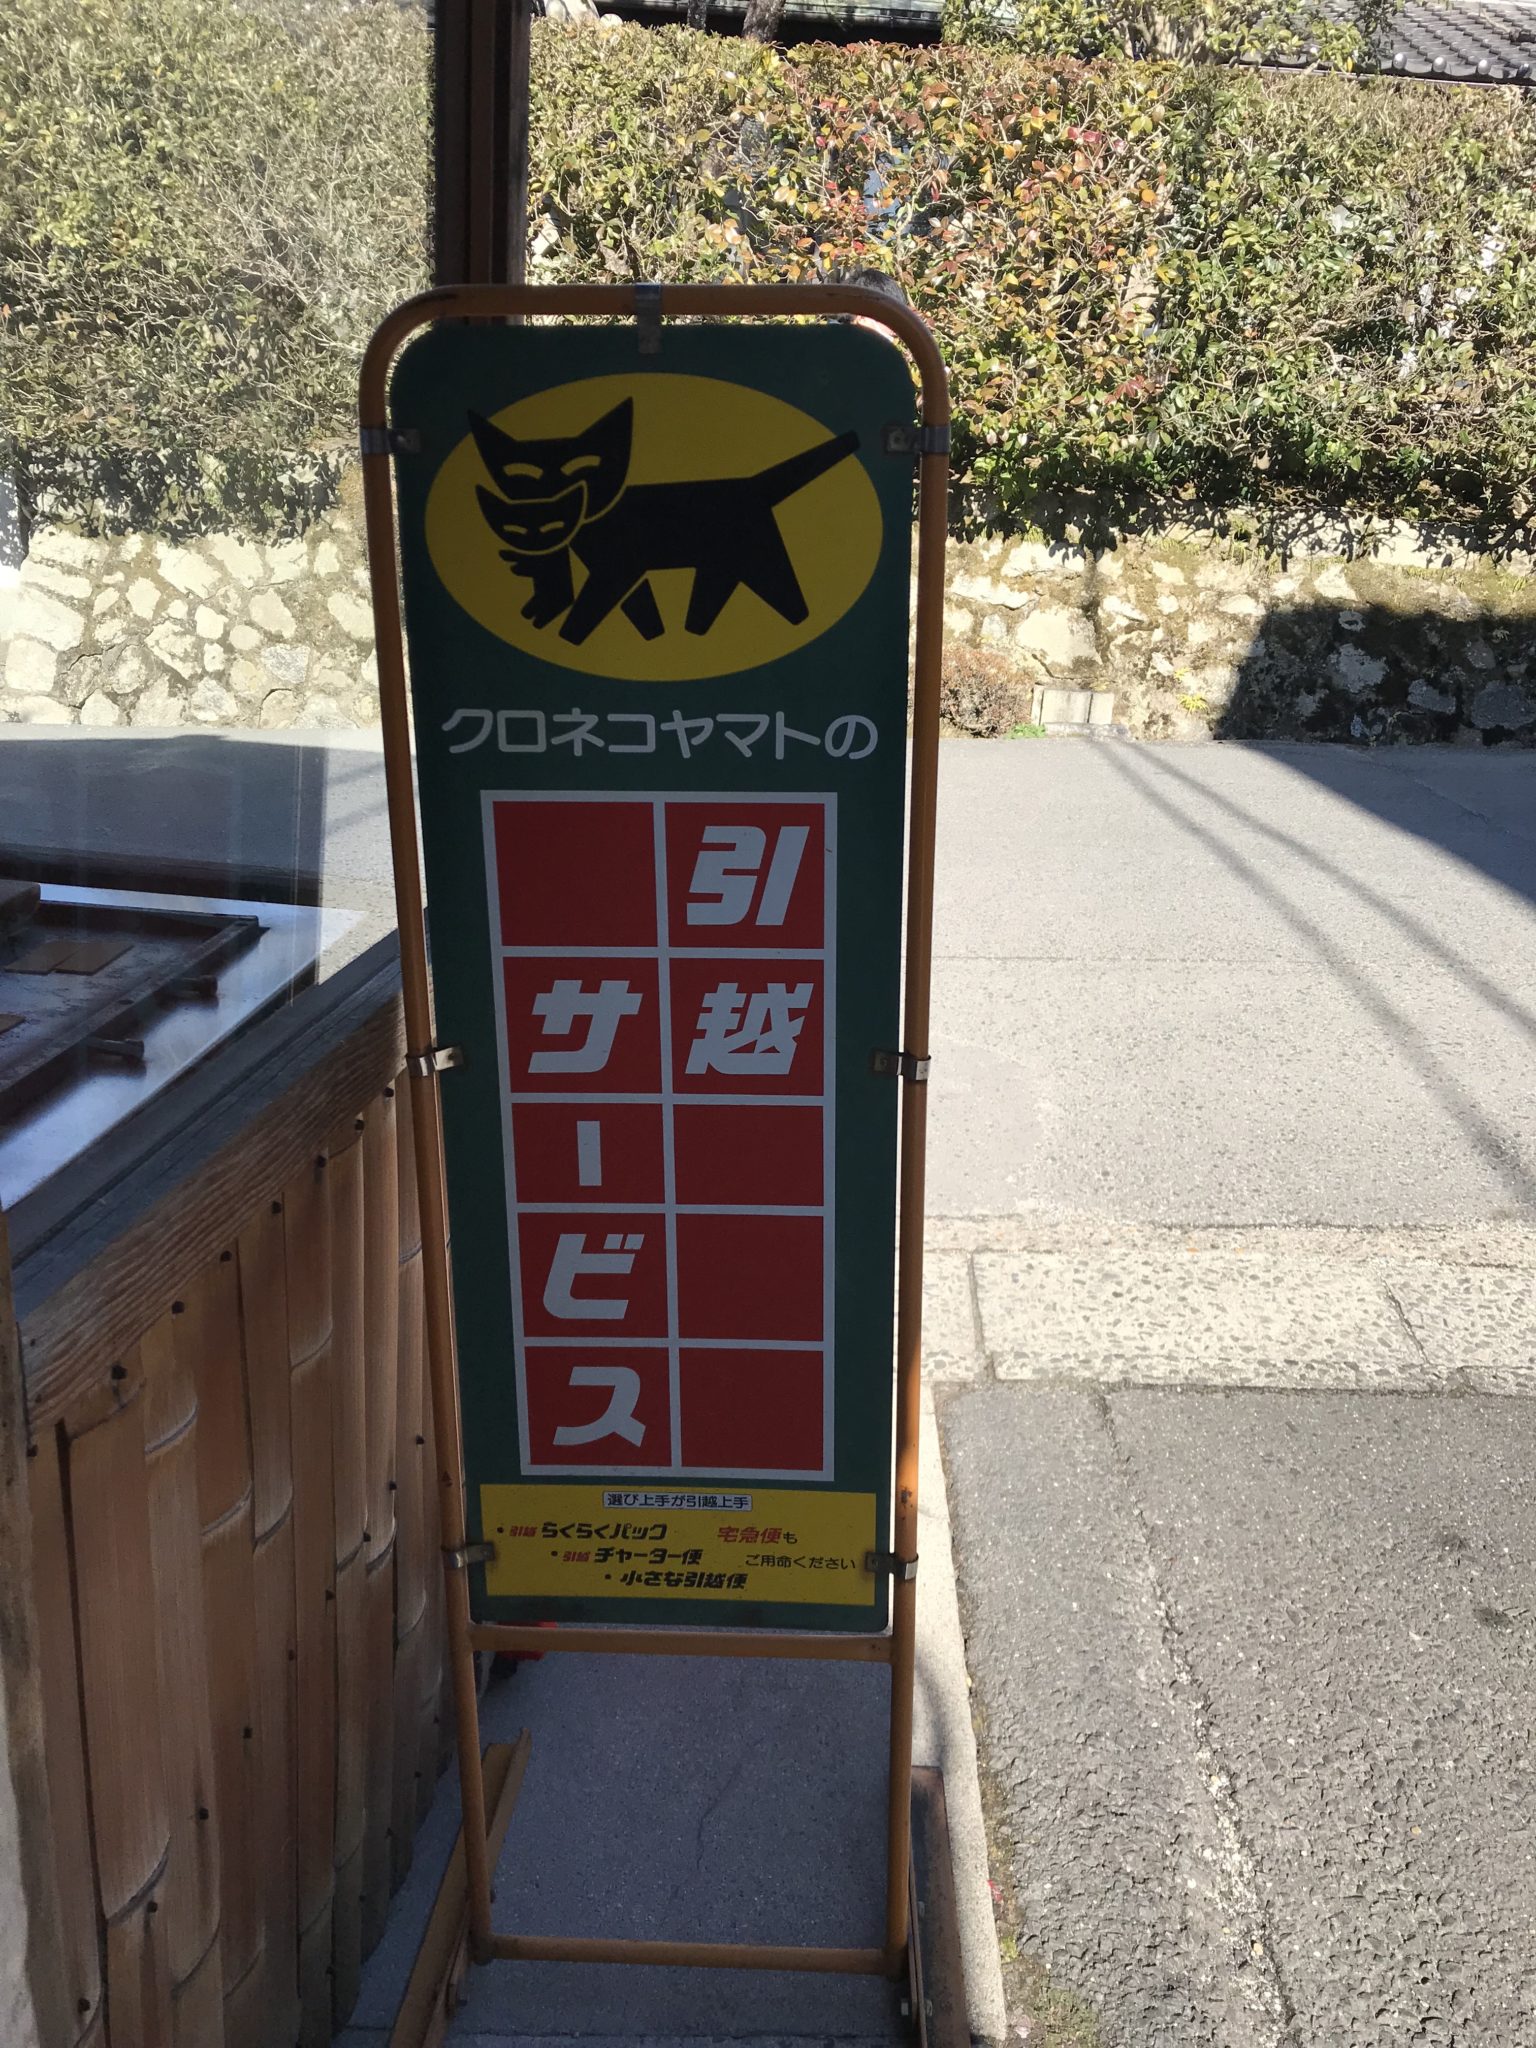 クロネコヤマトの
引越
サービス
選び上手が引越上手
・引越らくらくパック
・引越チャーター便
・小さな引越便
宅急便も
ご用命ください